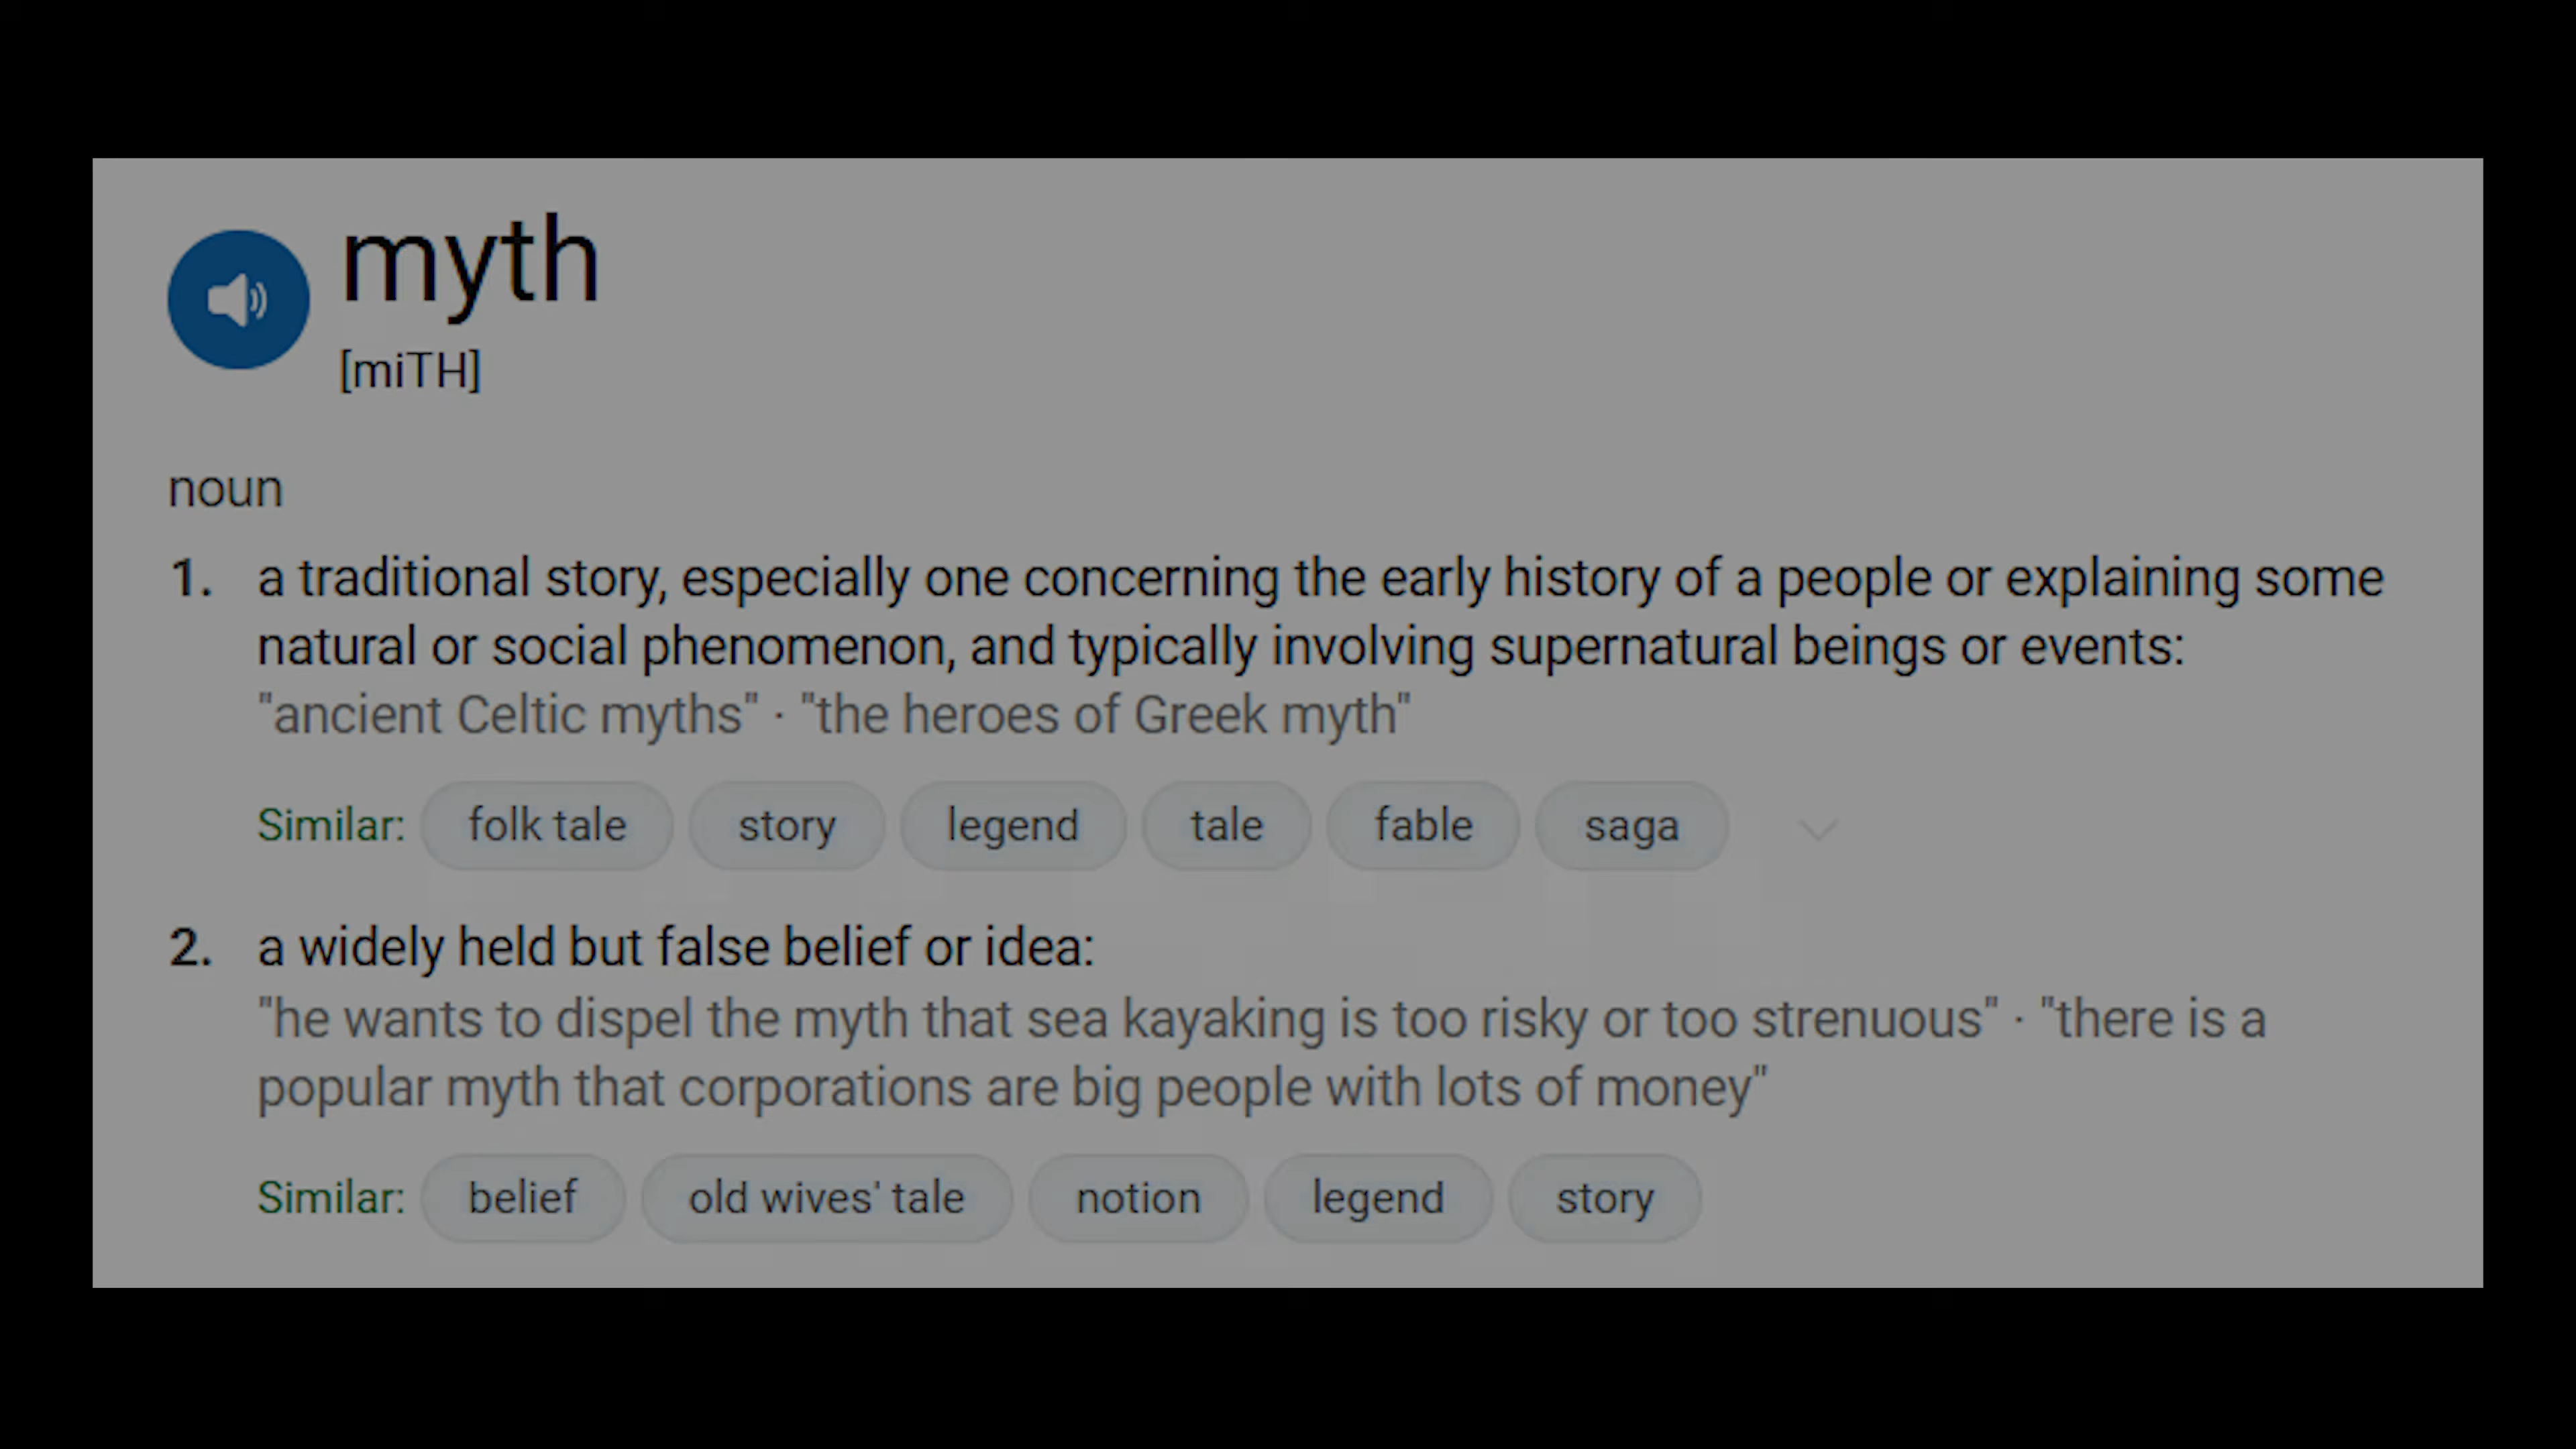 myth
[miTH]
noun
1. a traditional story, especially one concerning the early history of a people or explaining some
natural or social phenomenon, and typically involving supernatural beings or events:
"ancient Celtic myths" · "the heroes of Greek myth"
Similar: folk tale story legend tale fable saga
2. a widely held but false belief or idea:
"he wants to dispel the myth that sea kayaking is too risky or too strenuous" · "there is a
popular myth that corporations are big people with lots of money"
Similar: belief old wives' tale notion legend story